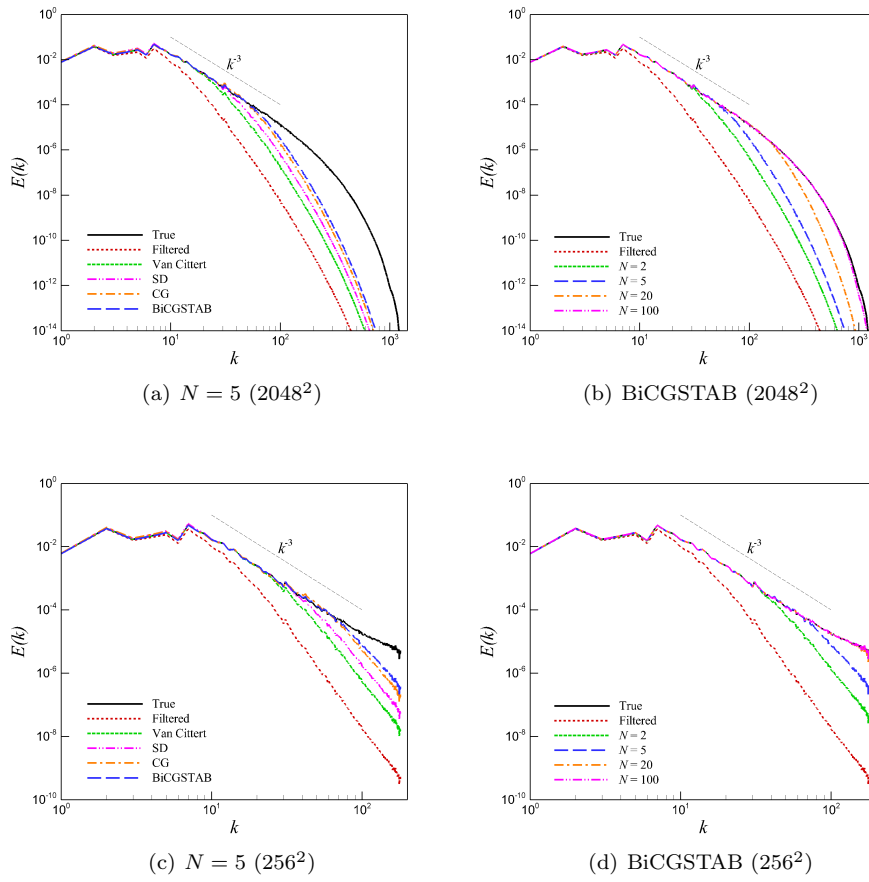 E(k)
10^0
10^-2
10^-4
10^-6
10^-8
10^-10
10^-12
10^-14
k^-3
True
Filtered
Van Cittert
SD
CG
BiCGSTAB
10^0
10^1
10^2
10^3
k
(a) N = 5 (2048^2)
E(k)
10^0
10^-2
10^-4
10^-6
10^-8
10^-10
10^-12
10^-14
k^-3
True
Filtered
N = 2
N = 5
N = 20
N = 100
10^0
10^1
10^2
10^3
k
(b) BiCGSTAB (2048^2)
E(k)
10^0
10^-2
10^-4
10^-6
10^-8
10^-10
k^-3
True
Filtered
Van Cittert
SD
CG
BiCGSTAB
10^0
10^1
10^2
k
(c) N = 5 (256^2)
E(k)
10^0
10^-2
10^-4
10^-6
10^-8
10^-10
k^-3
True
Filtered
N = 2
N = 5
N = 20
N = 100
10^0
10^1
10^2
k
(d) BiCGSTAB (256^2)